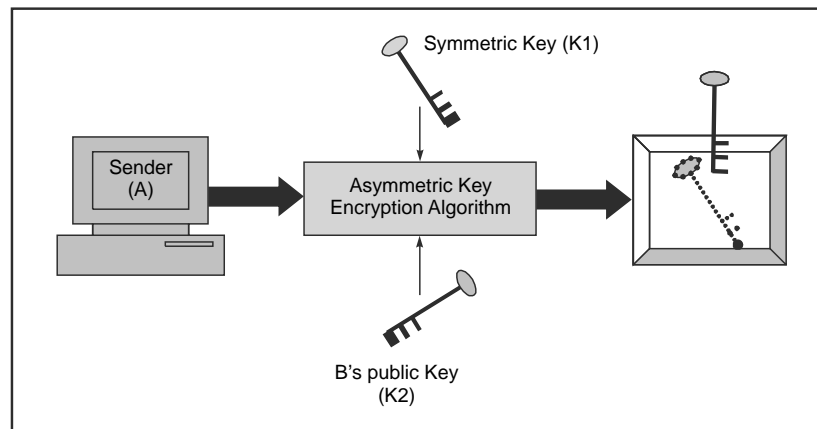 Symmetric Key (K1)
Sender
(A)
Asymmetric Key
Encryption Algorithm
B's public Key
(K2)